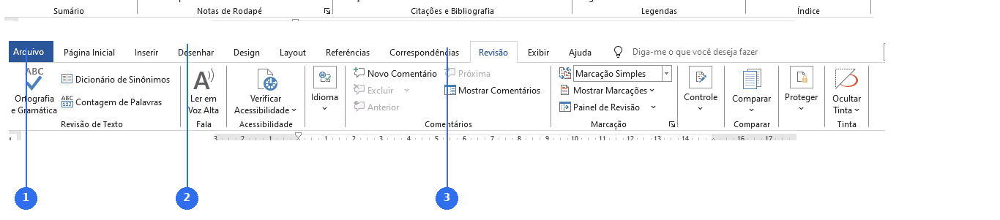 Sumário Notas de Rodapé Citações e Bibliografia Legendas Índice
Arquivo Página Inicial Inserir Desenhar Design Layout Referências Correspondências Revisão Exibir Ajuda Diga-me o que você deseja fazer
ABC
Ortografia
e Gramática
Dicionário de Sinônimos
ABC
123
Contagem de Palavras
Revisão de Texto
A
Ler em
Voz Alta
Fala
Verificar
Acessibilidade
Acessibilidade
Idioma
Novo Comentário
Excluir
Anterior
Próxima
Mostrar Comentários
Comentários
Marcação Simples
Mostrar Marcações
Painel de Revisão
Marcação
Controle
Comparar
Comparar
Proteger
Ocultar
Tinta
Tinta
3 2 1 1 2 3 4 5 6 7 8 9 10 11 12 13 14 16 17
1 2 3